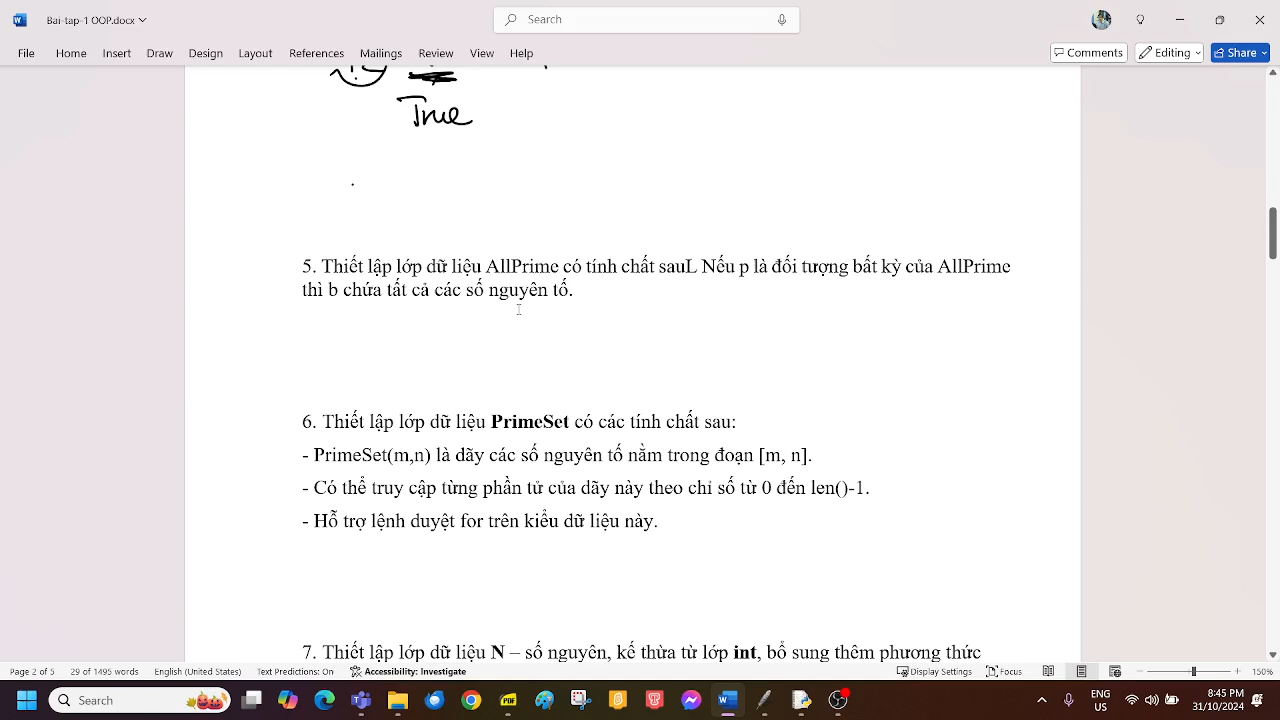 Bai-tap-1 OOP.docx
Search
File Home Insert Draw Design Layout References Mailings Review View Help
Comments Editing Share
True
5. Thiết lập lớp dữ liệu AllPrime có tính chất sauL Nếu p là đối tượng bất kỳ của AllPrime
thì b chứa tất cả các số nguyên tố.
6. Thiết lập lớp dữ liệu PrimeSet có các tính chất sau:
- PrimeSet(m,n) là dãy các số nguyên tố nằm trong đoạn [m, n].
- Có thể truy cập từng phần tử của dãy này theo chỉ số từ 0 đến len()-1.
- Hỗ trợ lệnh duyệt for trên kiểu dữ liệu này.
7. Thiết lập lớp dữ liệu N – số nguyên, kế thừa từ lớp int, bổ sung thêm phương thức
Page 2 of 5 29 of 1495 words English (United States) Text Predictions: On Accessibility: Investigate Display Settings Focus 150%
Search PDF ENG 8:45 PM
US 31/10/2024